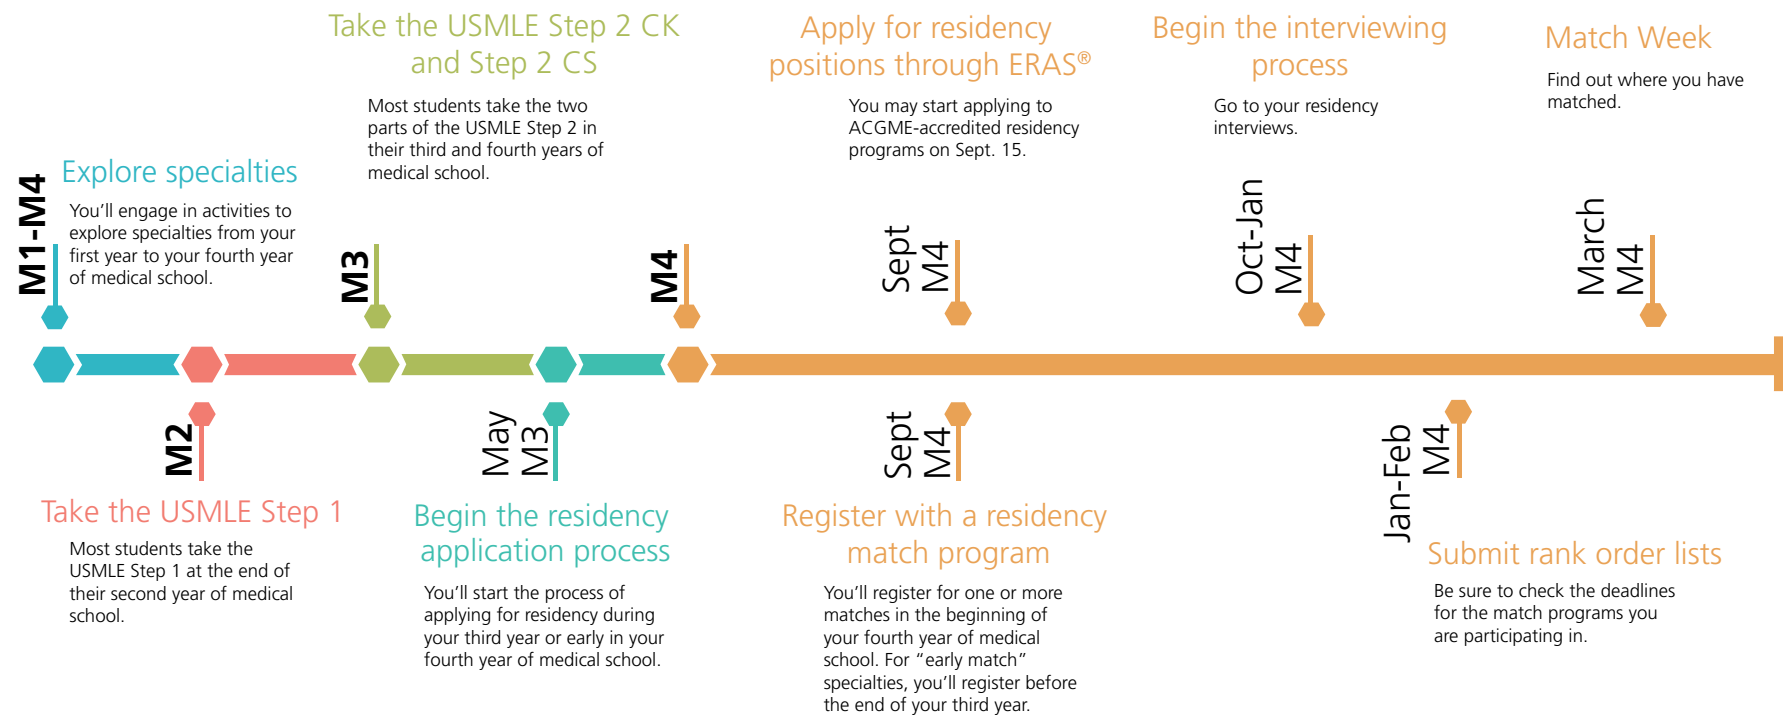 M1-M4
Explore specialties
You’ll engage in activities to
explore specialties from your
first year to your fourth year
of medical school.
M2
Take the USMLE Step 1
Most students take the
USMLE Step 1 at the end of
their second year of medical
school.
Take the USMLE Step 2 CK
and Step 2 CS
Most students take the two
parts of the USMLE Step 2 in
their third and fourth years of
medical school.
M3
May
M3
Begin the residency
application process
You’ll start the process of
applying for residency during
your third year or early in your
fourth year of medical school.
M4
Apply for residency
positions through ERAS®
You may start applying to
ACGME-accredited residency
programs on Sept. 15.
Sept
M4
Sept
M4
Register with a residency
match program
You’ll register for one or more
matches in the beginning of
your fourth year of medical
school. For “early match”
specialties, you’ll register before
the end of your third year.
Begin the interviewing
process
Go to your residency
interviews.
Oct-Jan
M4
Jan-Feb
M4
Submit rank order lists
Be sure to check the deadlines
for the match programs you
are participating in.
Match Week
Find out where you have
matched.
March
M4